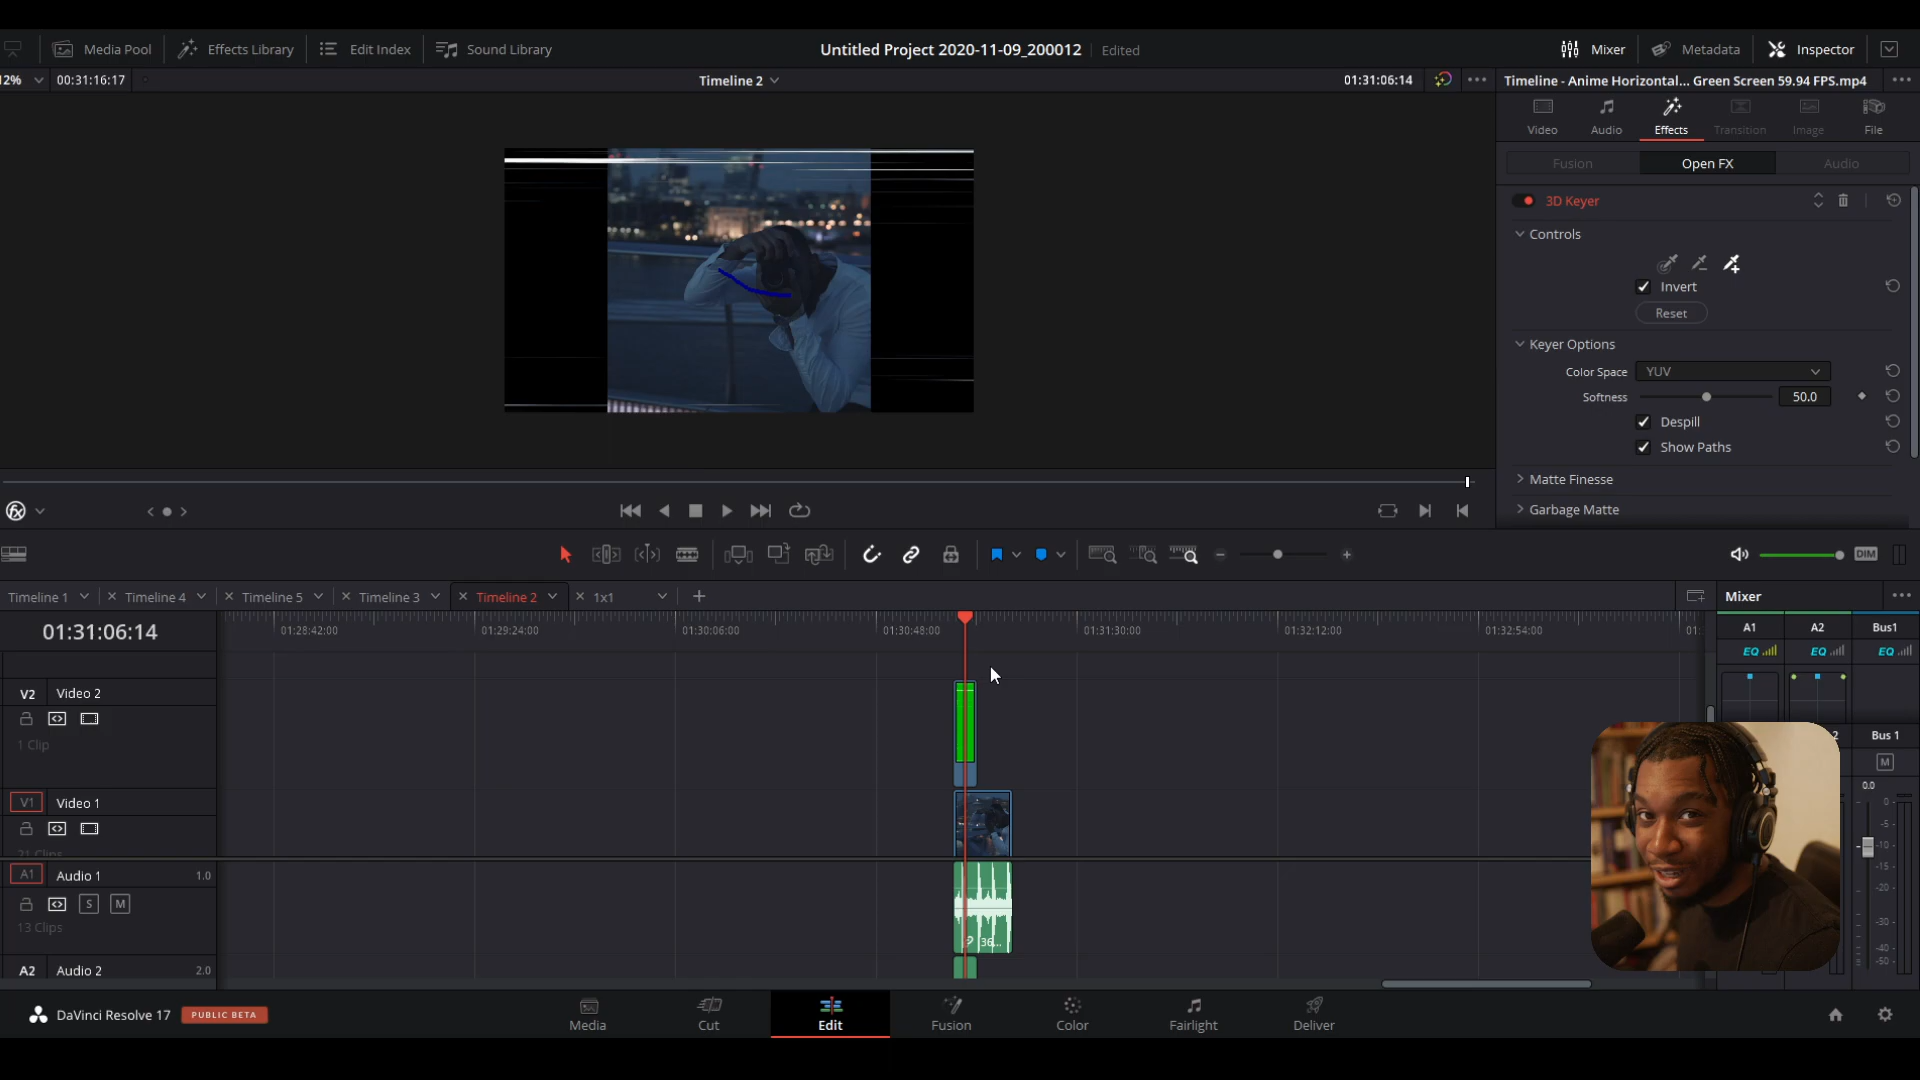 Media Pool
Effects Library
Edit Index
Sound Library
Untitled Project 2020-11-09_200012
Edited
Mixer
Metadata
Inspector
12%
00:31:16:17
Timeline 2
01:31:06:14
Timeline - Anime Horizontal... Green Screen 59.94 FPS.mp4
Video
Audio
Effects
Transition
Image
File
Fusion
Open FX
Audio
3D Keyer
Controls
Invert
Reset
Keyer Options
Color Space
YUV
Softness
50.0
Despill
Show Paths
Matte Finesse
Garbage Matte
DIM
Timeline 1
Timeline 4
Timeline 5
Timeline 3
Timeline 2
1x1
Mixer
01:31:06:14
01:28:42:00
01:29:24:00
01:30:06:00
01:30:48:00
01:31:30:00
01:32:12:00
01:32:54:00
01:
A1
A2
Bus1
EQ
EQ
EQ
V2
Video 2
1 Clip
V1
Video 1
21 Clips
A1
Audio 1
1.0
S
M
13 Clips
36...
A2
Audio 2
2.0
2
Bus 1
M
0.0
0
-5
-10
-15
-20
-30
-40
-50
DaVinci Resolve 17
PUBLIC BETA
Media
Cut
Edit
Fusion
Color
Fairlight
Deliver